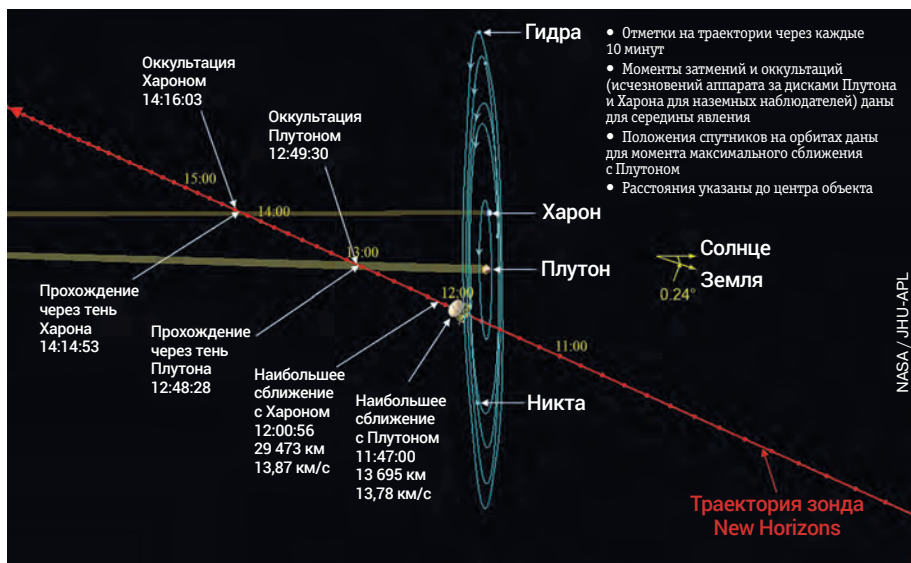 Гидра
• Отметки на траектории через каждые
10 минут
• Моменты затмений и оккультаций
(исчезновений аппарата за дисками Плутона
и Харона для наземных наблюдателей) даны
для середины явления
• Положения спутников на орбитах даны
для момента максимального сближения
с Плутоном
• Расстояния указаны до центра объекта
Оккультация
Хароном
14:16:03
Оккультация
Плутоном
12:49:30
15:00
14:00
13:00
12:00
11:00
Харон
Плутон
Никта
Солнце
Земля
0.24°
Прохождение
через тень
Харона
14:14:53
Прохождение
через тень
Плутона
12:48:28
Наибольшее
сближение
с Хароном
12:00:56
29 473 км
13,87 км/с
Наибольшее
сближение
с Плутоном
11:47:00
13 695 км
13,78 км/с
Траектория зонда
New Horizons
NASA / JHU-APL